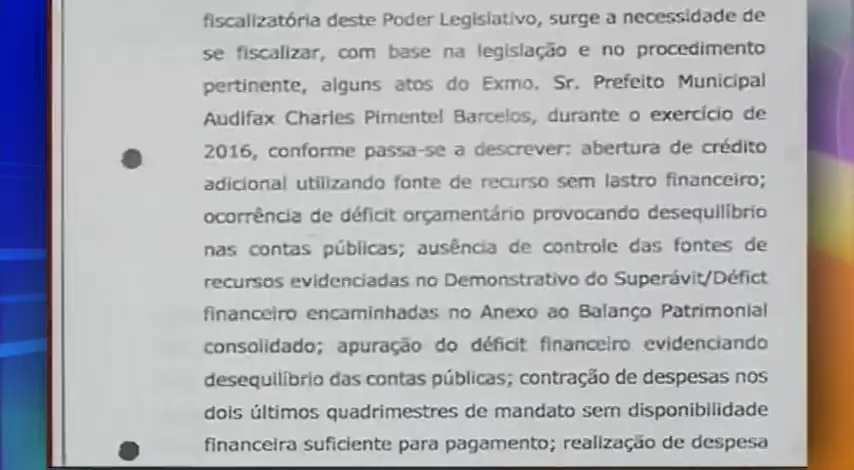 fiscalizatória deste Poder Legislativo, surge a necessidade de
se fiscalizar, com base na legislação e no procedimento
pertinente, alguns atos do Exmo. Sr. Prefeito Municipal
Audifax Charles Pimentel Barcelos, durante o exercício de
2016, conforme passa-se a descrever: abertura de crédito
adicional utilizando fonte de recurso sem lastro financeiro;
ocorrência de déficit orçamentário provocando desequilíbrio
nas contas públicas; ausência de controle das fontes de
recursos evidenciadas no Demonstrativo do Superávit/Défict
financeiro encaminhadas no Anexo ao Balanço Patrimonial
consolidado; apuração do déficit financeiro evidenciando
desequilíbrio das contas públicas; contração de despesas nos
dois últimos quadrimestres de mandato sem disponibilidade
financeira suficiente para pagamento; realização de despesa